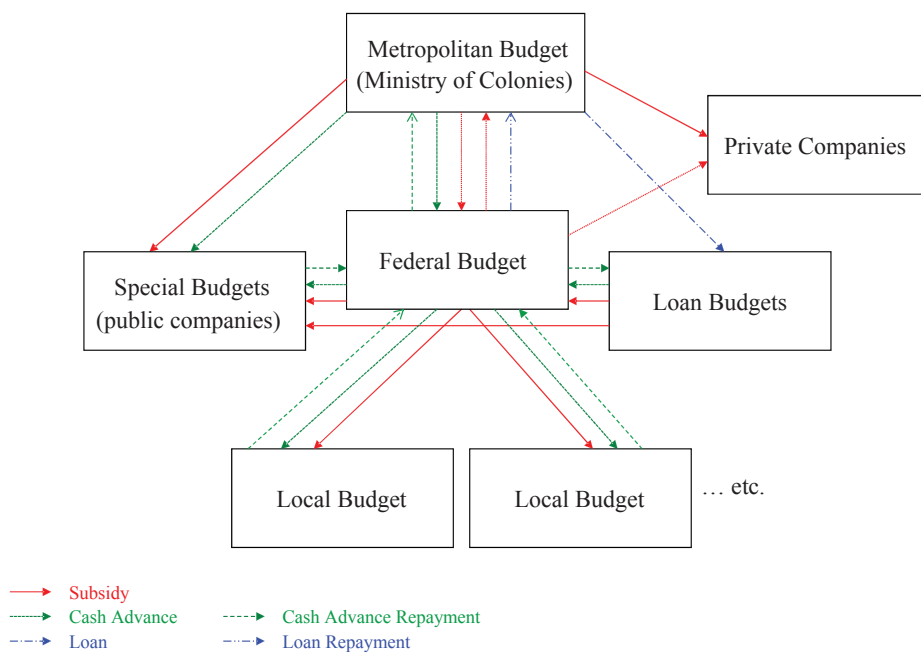 Metropolitan Budget
(Ministry of Colonies)
Private Companies
Federal Budget
Special Budgets
(public companies)
Loan Budgets
Local Budget
Local Budget
... etc.
Subsidy
Cash Advance
Cash Advance Repayment
Loan
Loan Repayment